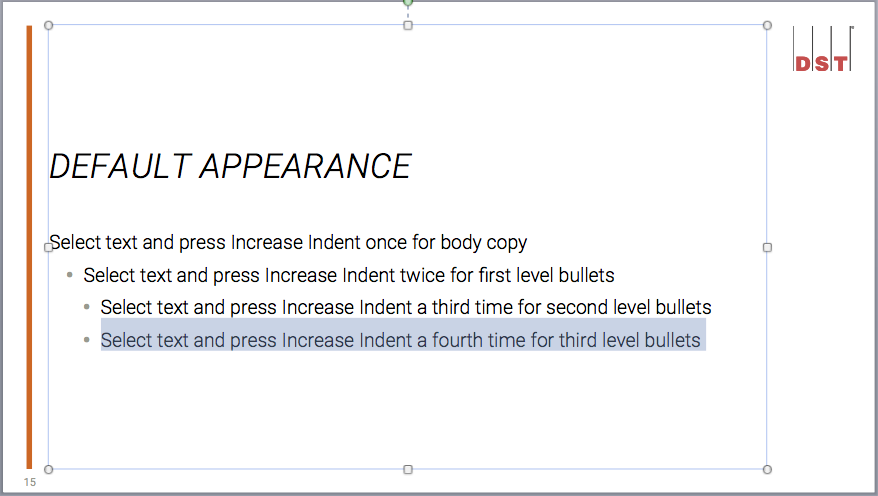 DST
DEFAULT APPEARANCE
Select text and press Increase Indent once for body copy
• Select text and press Increase Indent twice for first level bullets
• Select text and press Increase Indent a third time for second level bullets
• Select text and press Increase Indent a fourth time for third level bullets
15